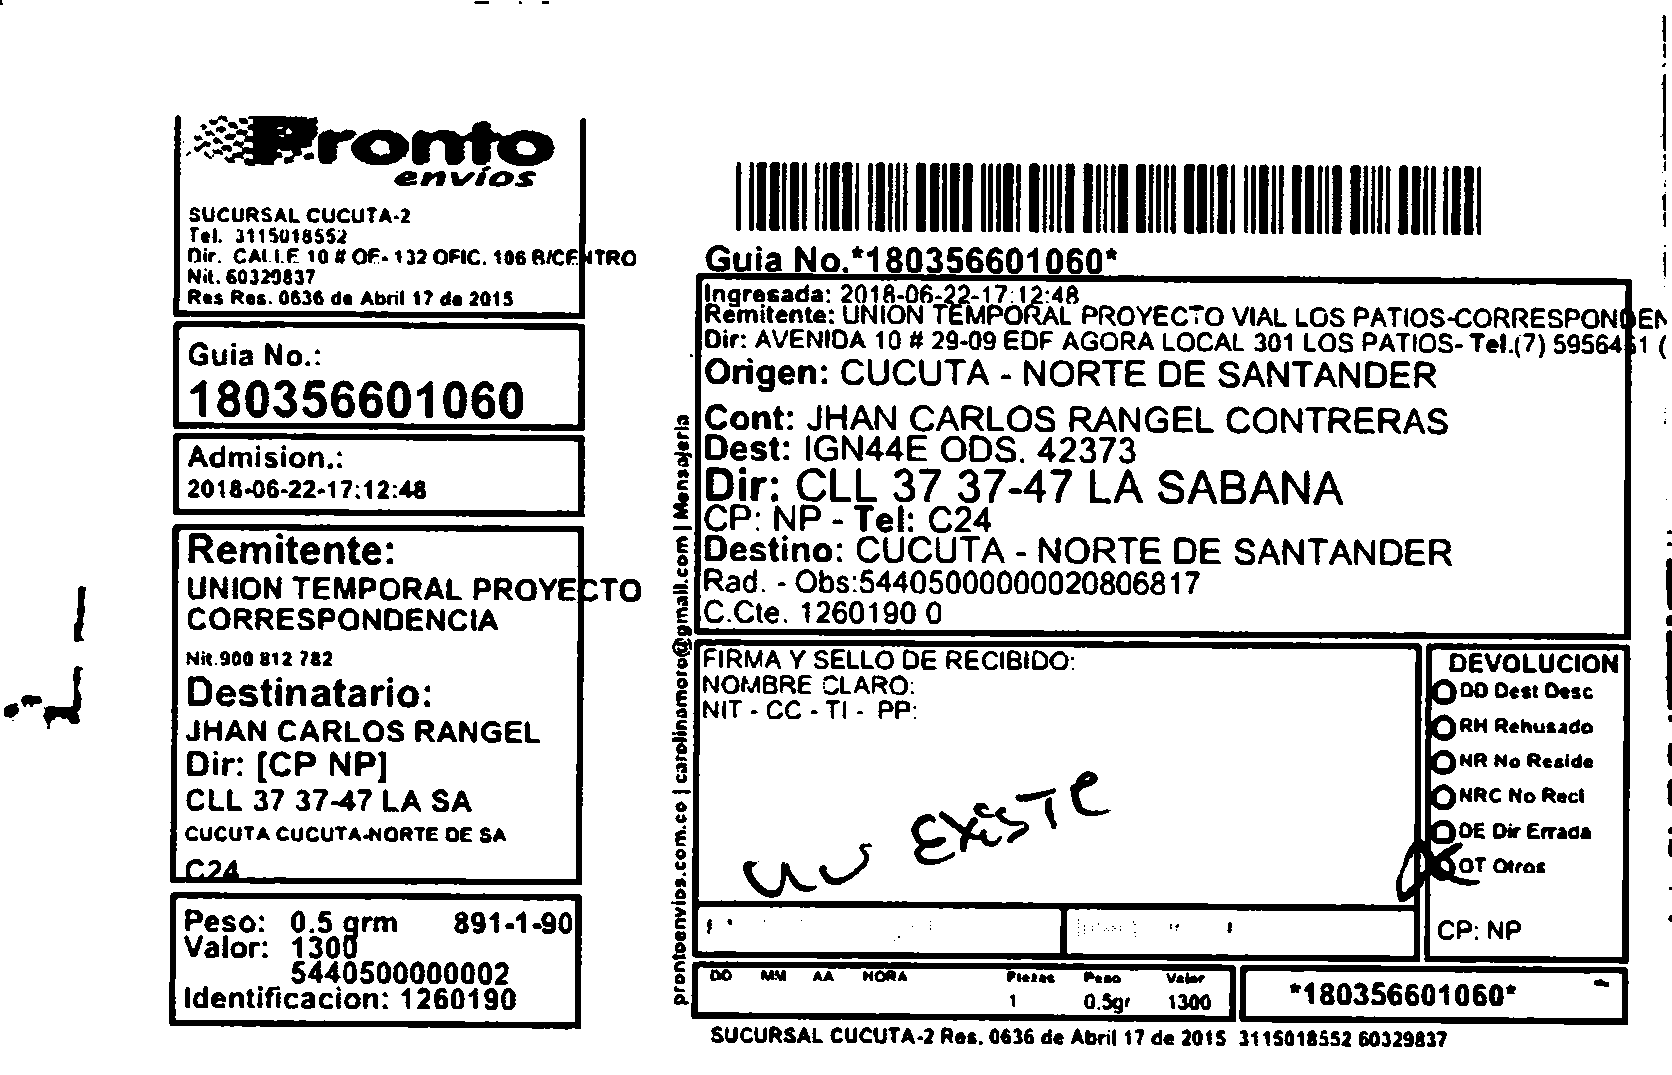 Pronto
envíos
SUCURSAL CUCUTA-2
Tel. 3115018552
Dir. CALLE 10 # OE- 132 OFIC. 106 B/CENTRO
Nit. 60329837
Res Res. 0636 de Abril 17 de 2015
Guia No.:
180356601060
Admision.:
2018-06-22-17:12:48
Remitente:
UNION TEMPORAL PROYECTO
CORRESPONDENCIA
Nit.900 812 782
Destinatario:
JHAN CARLOS RANGEL
Dir: [CP NP]
CLL 37 37-47 LA SA
CUCUTA CUCUTA-NORTE DE SA
C24
Peso: 0.5 grm 891-1-90
Valor: 1300
5440500000002
Identificacion: 1260190
prontoenvios.com.co | carolinamoro@gmail.com | Mensajeria
Guia No.*180356601060*
Ingresada: 2018-06-22-17:12:48
Remitente: UNION TEMPORAL PROYECTO VIAL LOS PATIOS-CORRESPONDEN
Dir: AVENIDA 10 # 29-09 EDF AGORA LOCAL 301 LOS PATIOS- Tel.(7) 5956451 (
Origen: CUCUTA - NORTE DE SANTANDER
Cont: JHAN CARLOS RANGEL CONTRERAS
Dest: IGN44E ODS. 42373
Dir: CLL 37 37-47 LA SABANA
CP: NP - Tel: C24
Destino: CUCUTA - NORTE DE SANTANDER
Rad. - Obs:54405000000020806817
C.Cte. 1260190 0
FIRMA Y SELLO DE RECIBIDO:
NOMBRE CLARO:
NIT - CC - TI - PP:
NO EXISTE
DEVOLUCION
DD Dest Desc
RH Rehusado
NR No Reside
NRC No Recl
DE Dir Errada
OT Otros
CP: NP
DD MM AA HORA Piezas Peso Valor
1 0.5gr 1300
*180356601060*
SUCURSAL CUCUTA-2 Res. 0636 de Abril 17 de 2015 3115018552 60329837